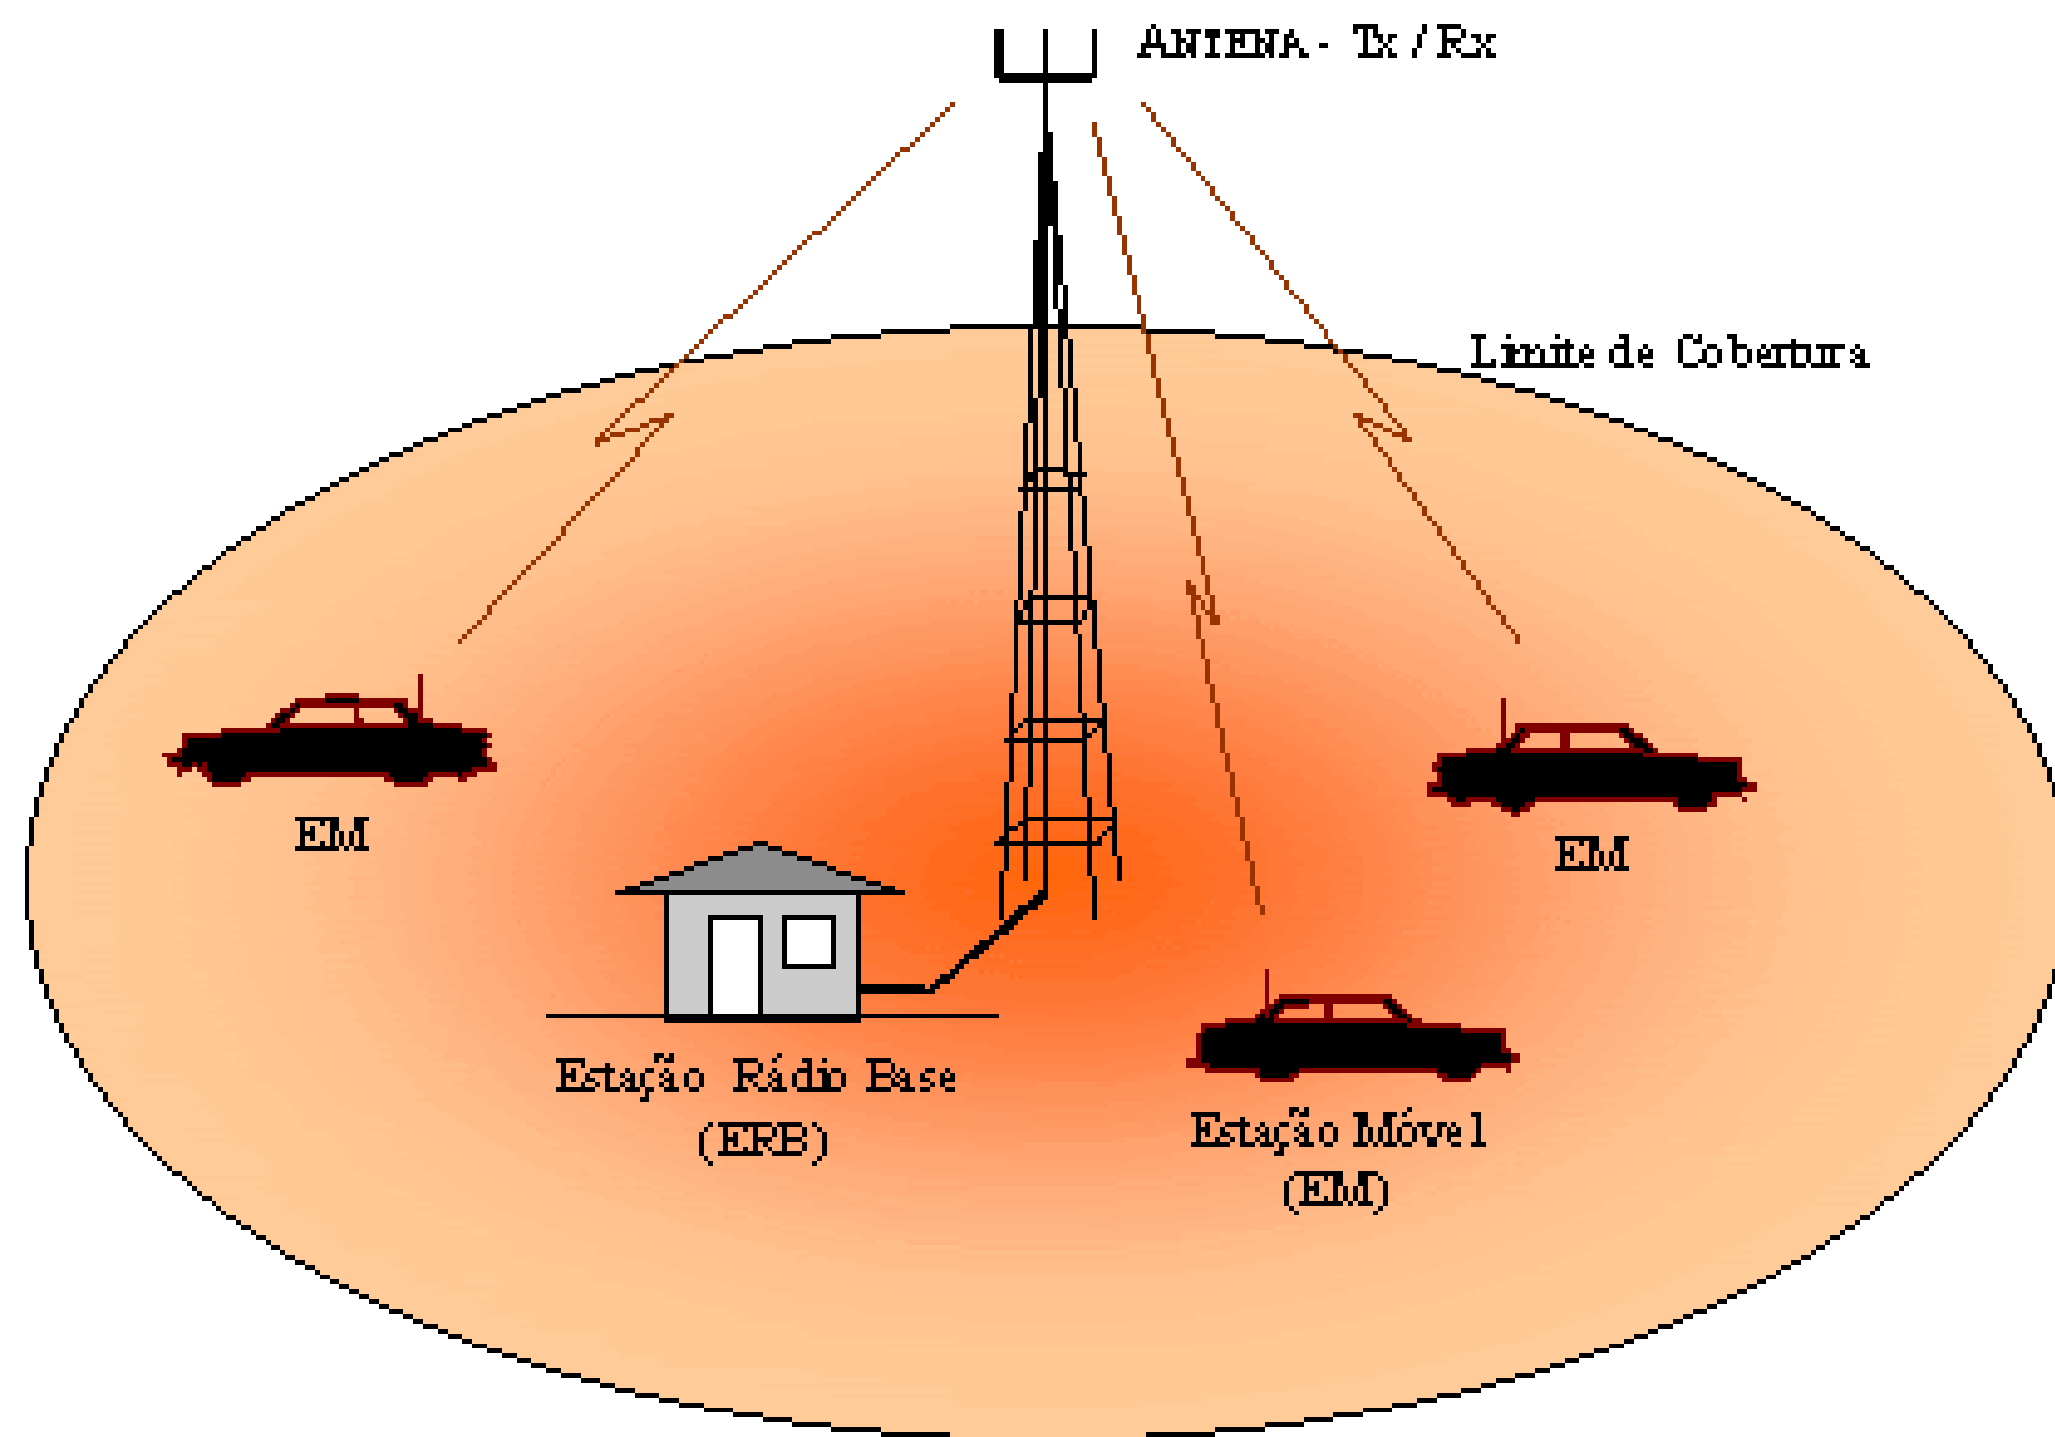 ANTENA - Tx / Rx
Limite de Cobertura
EM
EM
Estação Rádio Base
(ERB)
Estação Móvel
(EM)